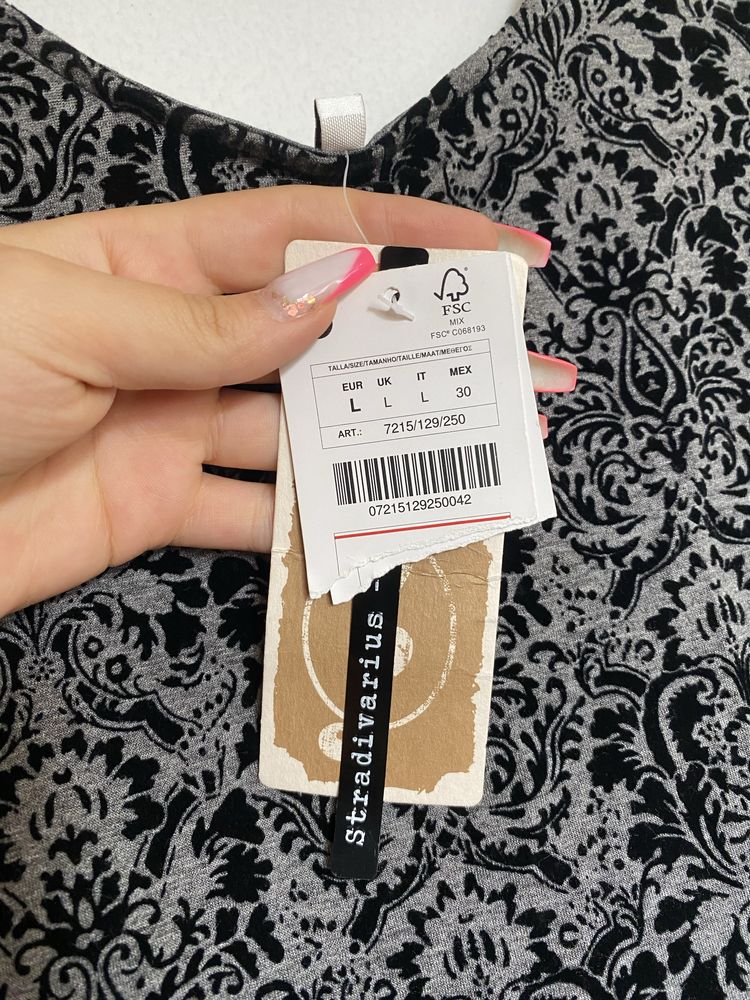 FSC
MIX
FSC® C068193
TALLA/SIZE/TAMANHO/TAILLE/MAAT/ΜΕΘΕΓΟΣ
EUR UK IT MEX
L L L 30
ART.: 7215/129/250
07215129250042
stradivarius